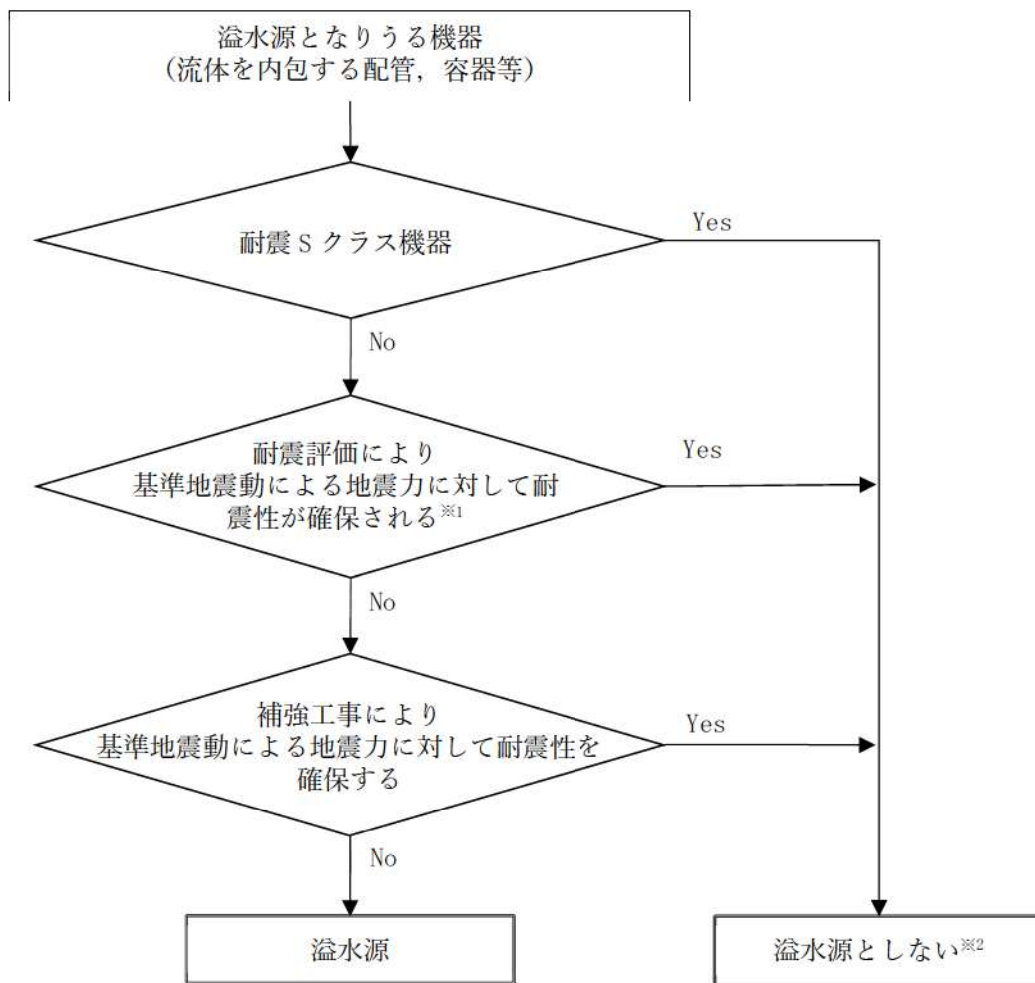 溢水源となりうる機器
（流体を内包する配管，容器等）
耐震 S クラス機器
Yes
No
耐震評価により
基準地震動による地震力に対して耐
震性が確保される※1
Yes
No
補強工事により
基準地震動による地震力に対して耐震性を
確保する
Yes
No
溢水源
溢水源としない※2